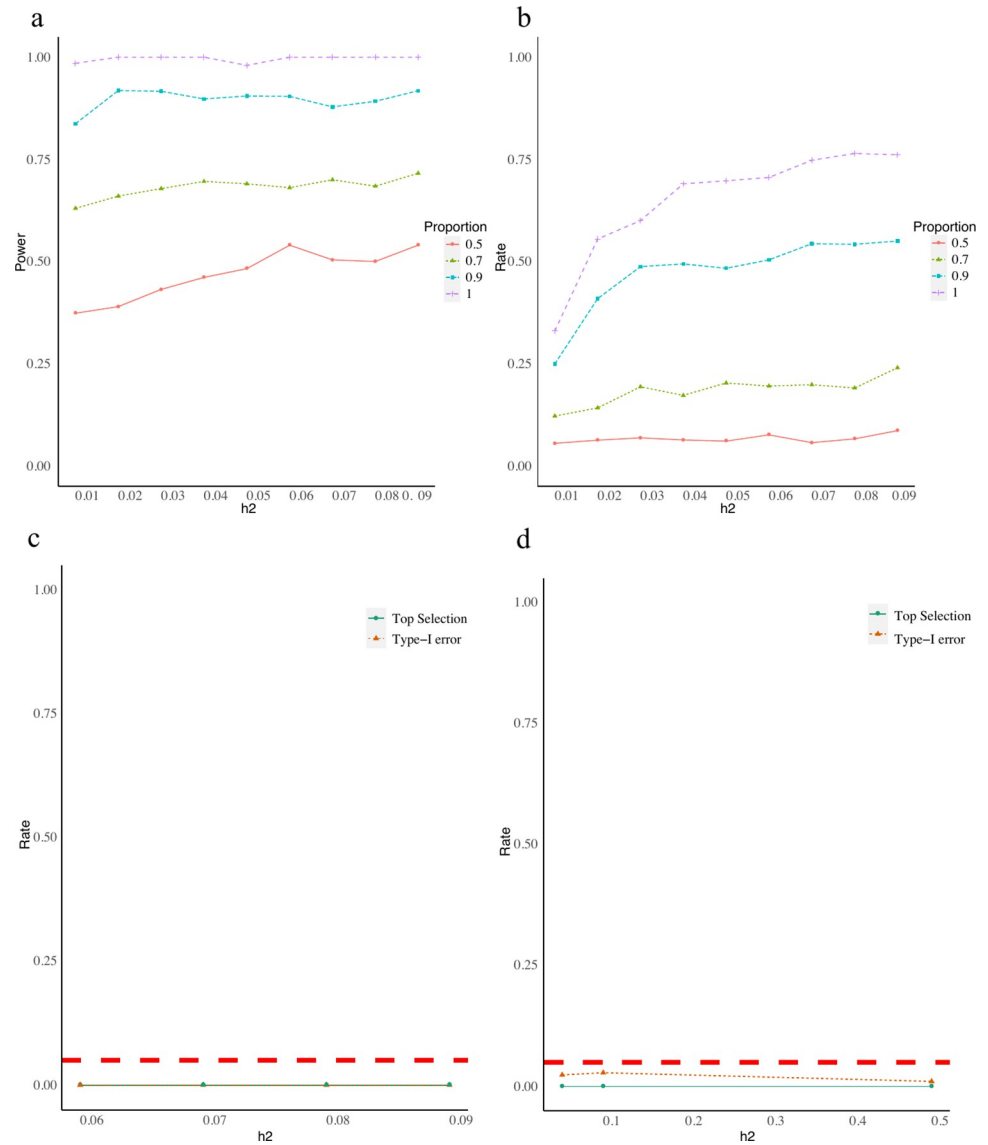 a
1.00
0.75
0.50
0.25
0.00
Power
0.01 0.02 0.03 0.04 0.05 0.06 0.07 0.08 0. 09
h2
Proportion
0.5
0.7
0.9
1
b
1.00
0.75
0.50
0.25
0.00
Rate
0.01 0.02 0.03 0.04 0.05 0.06 0.07 0.08 0.09
h2
Proportion
0.5
0.7
0.9
1
c
1.00
0.75
0.50
0.25
0.00
Rate
0.06 0.07 0.08 0.09
h2
Top Selection
Type-I error
d
1.00
0.75
0.50
0.25
0.00
Rate
0.1 0.2 0.3 0.4 0.5
h2
Top Selection
Type-I error